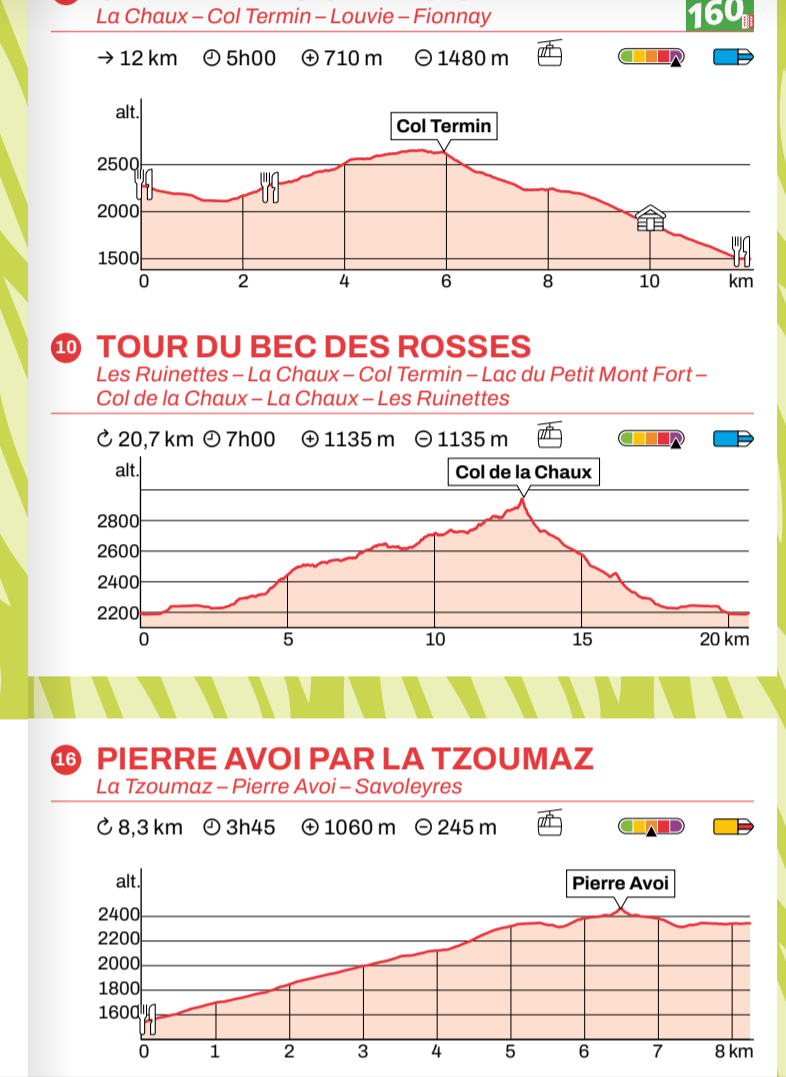 La Chaux – Col Termin – Louvie – Fionnay
160
→ 12 km 5h00 710 m 1480 m
alt.
Col Termin
2500
2000
1500
0 2 4 6 8 10 km
10 TOUR DU BEC DES ROSSES
Les Ruinettes – La Chaux – Col Termin – Lac du Petit Mont Fort –
Col de la Chaux – La Chaux – Les Ruinettes
20,7 km 7h00 1135 m 1135 m
alt.
Col de la Chaux
2800
2600
2400
2200
0 5 10 15 20 km
16 PIERRE AVOI PAR LA TZOUMAZ
La Tzoumaz – Pierre Avoi – Savoleyres
8,3 km 3h45 1060 m 245 m
alt.
Pierre Avoi
2400
2200
2000
1800
1600
0 1 2 3 4 5 6 7 8 km